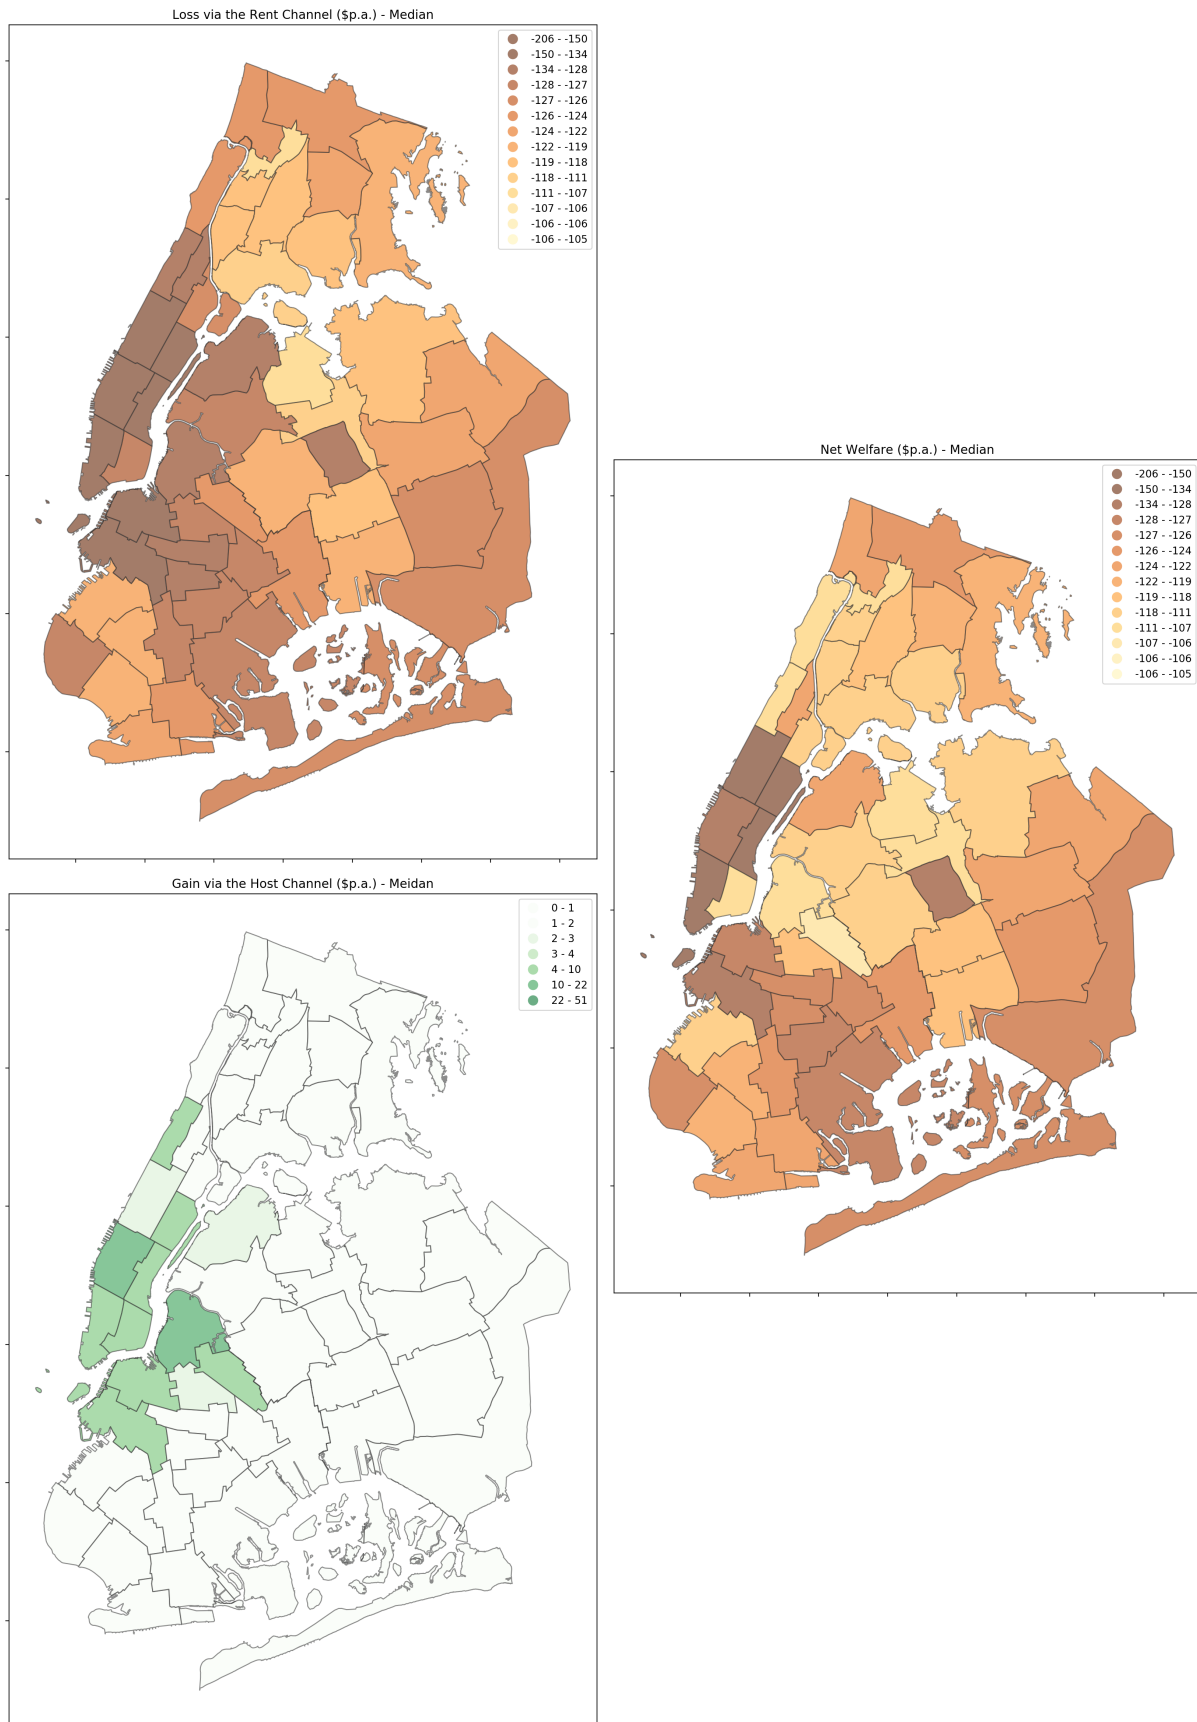 Loss via the Rent Channel ($p.a.) - Median
-206 - -150
-150 - -134
-134 - -128
-128 - -127
-127 - -126
-126 - -124
-124 - -122
-122 - -119
-119 - -118
-118 - -111
-111 - -107
-107 - -106
-106 - -106
-106 - -105
Net Welfare ($p.a.) - Median
-206 - -150
-150 - -134
-134 - -128
-128 - -127
-127 - -126
-126 - -124
-124 - -122
-122 - -119
-119 - -118
-118 - -111
-111 - -107
-107 - -106
-106 - -106
-106 - -105
Gain via the Host Channel ($p.a.) - Meidan
0 - 1
1 - 2
2 - 3
3 - 4
4 - 10
10 - 22
22 - 51